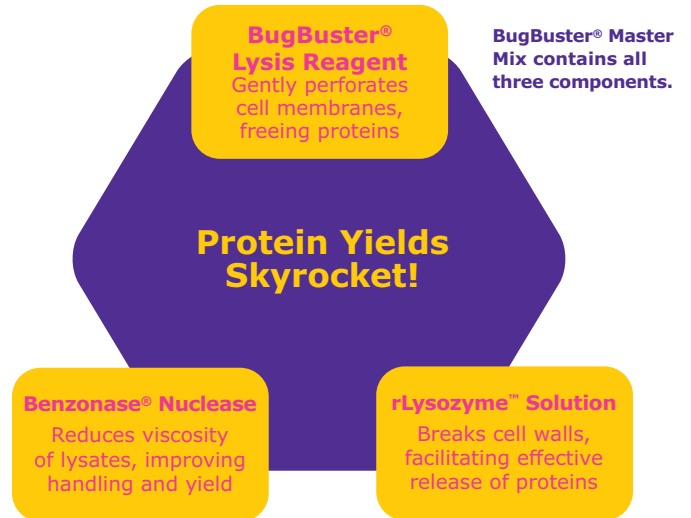 BugBuster®
Lysis Reagent
Gently perforates
cell membranes,
freeing proteins
BugBuster® Master
Mix contains all
three components.
Protein Yields
Skyrocket!
Benzonase® Nuclease
Reduces viscosity
of lysates, improving
handling and yield
rLysozyme™ Solution
Breaks cell walls,
facilitating effective
release of proteins